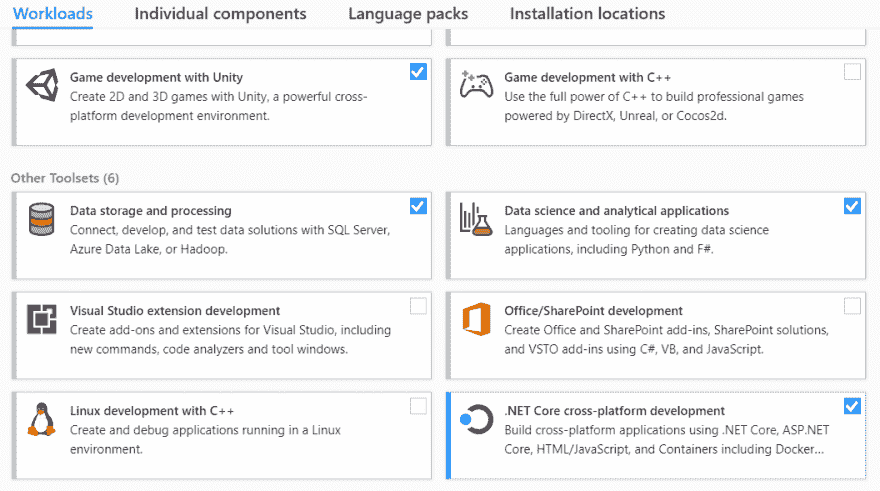 Workloads Individual components Language packs Installation locations
Game development with Unity
Create 2D and 3D games with Unity, a powerful cross-
platform development environment.
Game development with C++
Use the full power of C++ to build professional games
powered by DirectX, Unreal, or Cocos2d.
Other Toolsets (6)
Data storage and processing
Connect, develop, and test data solutions with SQL Server,
Azure Data Lake, or Hadoop.
Data science and analytical applications
Languages and tooling for creating data science
applications, including Python and F#.
Visual Studio extension development
Create add-ons and extensions for Visual Studio, including
new commands, code analyzers and tool windows.
Office/SharePoint development
Create Office and SharePoint add-ins, SharePoint solutions,
and VSTO add-ins using C#, VB, and JavaScript.
Linux development with C++
Create and debug applications running in a Linux
environment.
.NET Core cross-platform development
Build cross-platform applications using .NET Core, ASP.NET
Core, HTML/JavaScript, and Containers including Docker...